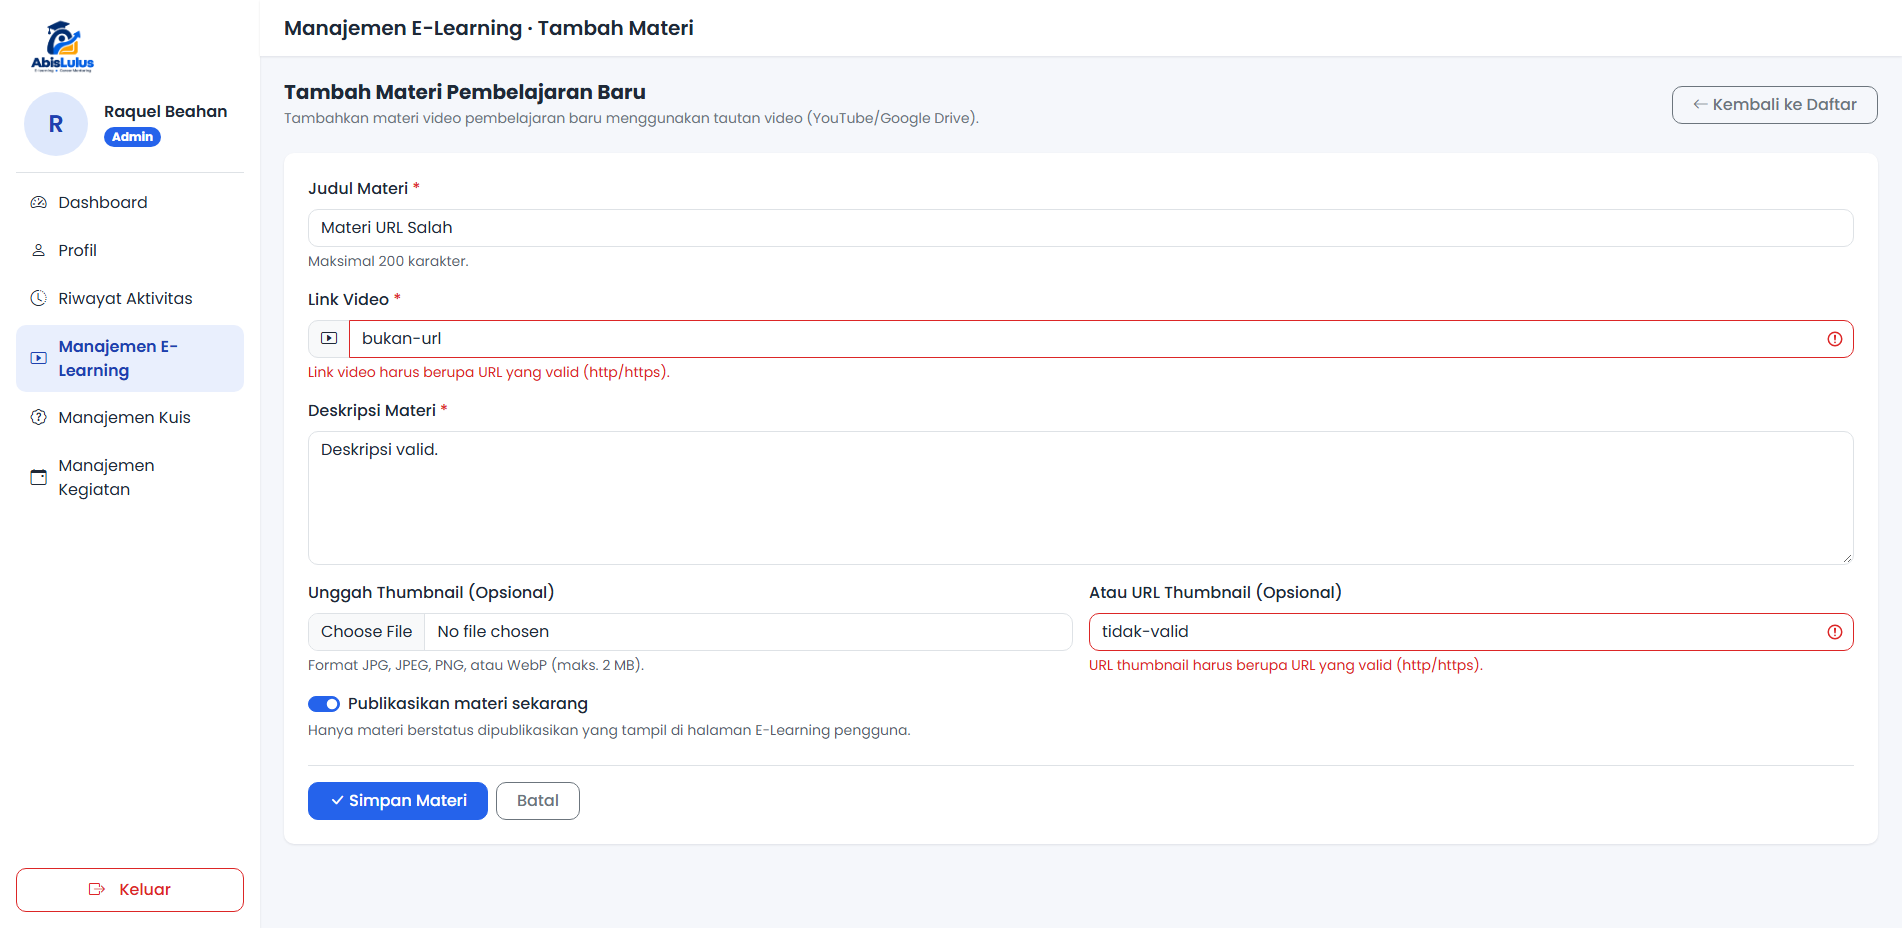 AbisLulus
R
Raquel Beahan
Admin
Dashboard
Profil
Riwayat Aktivitas
Manajemen E-
Learning
Manajemen Kuis
Manajemen
Kegiatan
Keluar
Manajemen E-Learning · Tambah Materi
Tambah Materi Pembelajaran Baru
Tambahkan materi video pembelajaran baru menggunakan tautan video (YouTube/Google Drive).
← Kembali ke Daftar
Judul Materi *
Materi URL Salah
Maksimal 200 karakter.
Link Video *
bukan-url
Link video harus berupa URL yang valid (http/https).
Deskripsi Materi *
Deskripsi valid.
Unggah Thumbnail (Opsional)
Choose File No file chosen
Format JPG, JPEG, PNG, atau WebP (maks. 2 MB).
Atau URL Thumbnail (Opsional)
tidak-valid
URL thumbnail harus berupa URL yang valid (http/https).
Publikasikan materi sekarang
Hanya materi berstatus dipublikasikan yang tampil di halaman E-Learning pengguna.
Simpan Materi
Batal